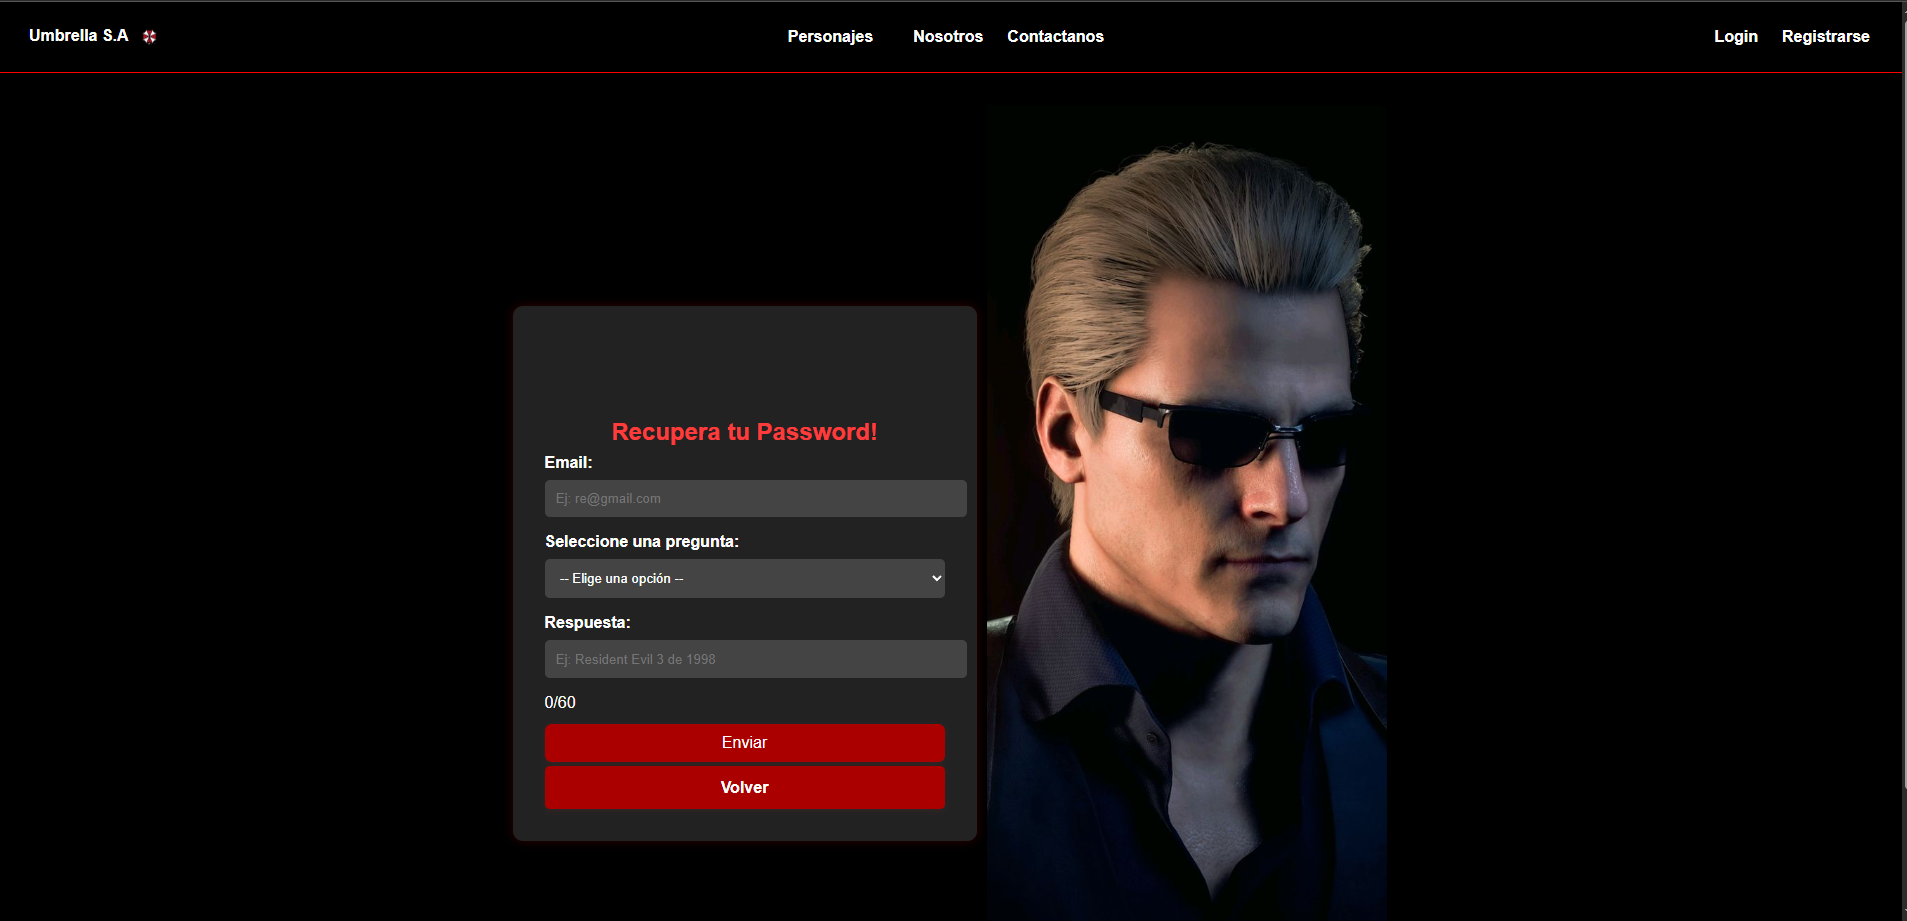 Umbrella S.A
Personajes Nosotros Contactanos
Login Registrarse
Recupera tu Password!
Email:
Ej: re@gmail.com
Seleccione una pregunta:
-- Elige una opción --
Respuesta:
Ej: Resident Evil 3 de 1998
0/60
Enviar
Volver